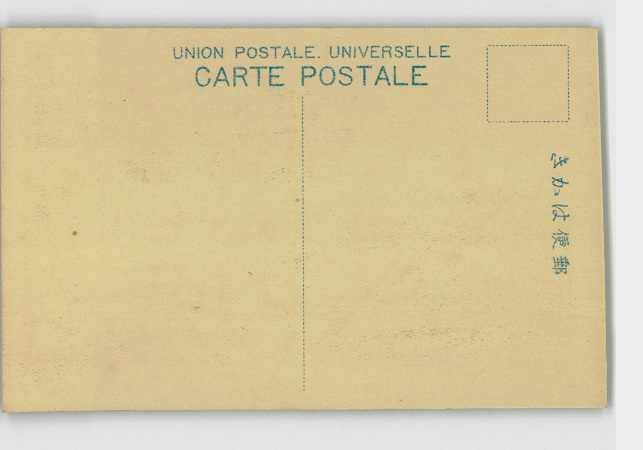 UNION POSTALE. UNIVERSELLE
CARTE POSTALE
郵便はかき